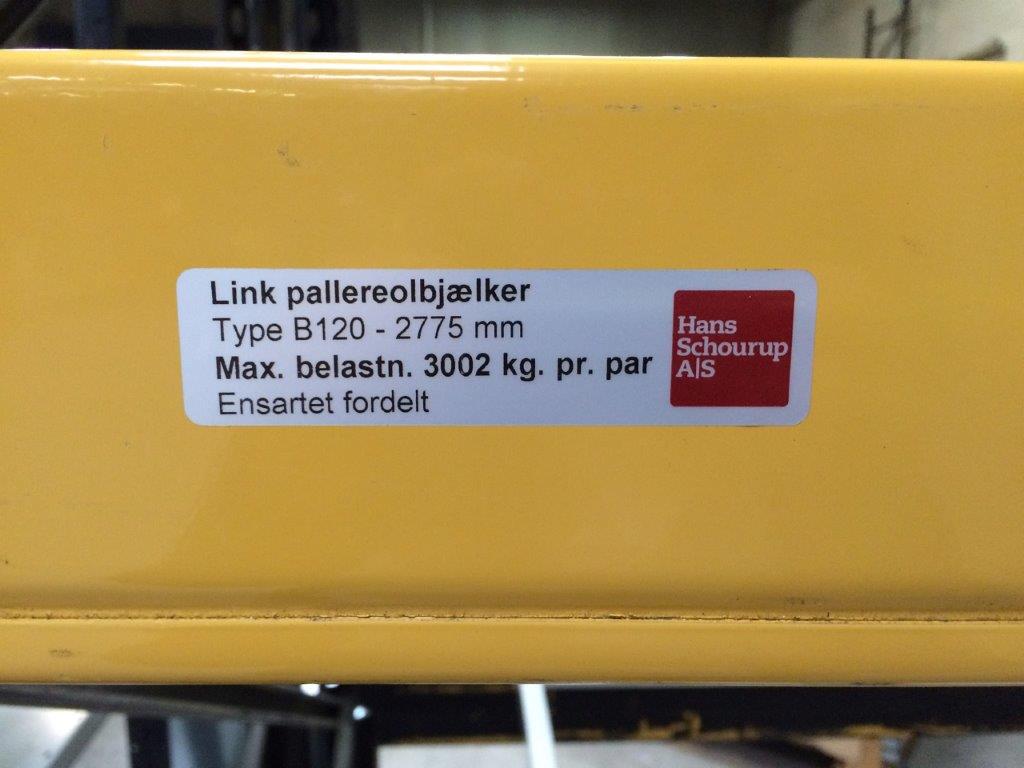 Link pallereolbjælker
Type B120 - 2775 mm
Max. belastn. 3002 kg. pr. par
Ensartet fordelt
Hans
Schourup
A|S